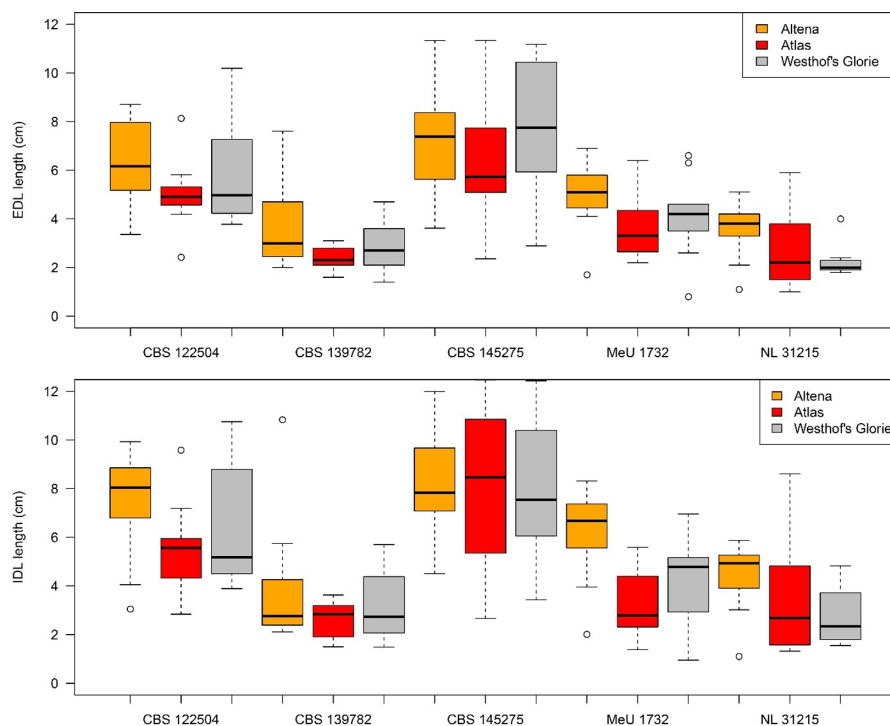 12
10
8
6
4
2
0
EDL length (cm)
Altena
Atlas
Westhof's Glorie
CBS 122504 CBS 139782 CBS 145275 MeU 1732 NL 31215
12
10
8
6
4
2
0
IDL length (cm)
Altena
Atlas
Westhof's Glorie
CBS 122504 CBS 139782 CBS 145275 MeU 1732 NL 31215